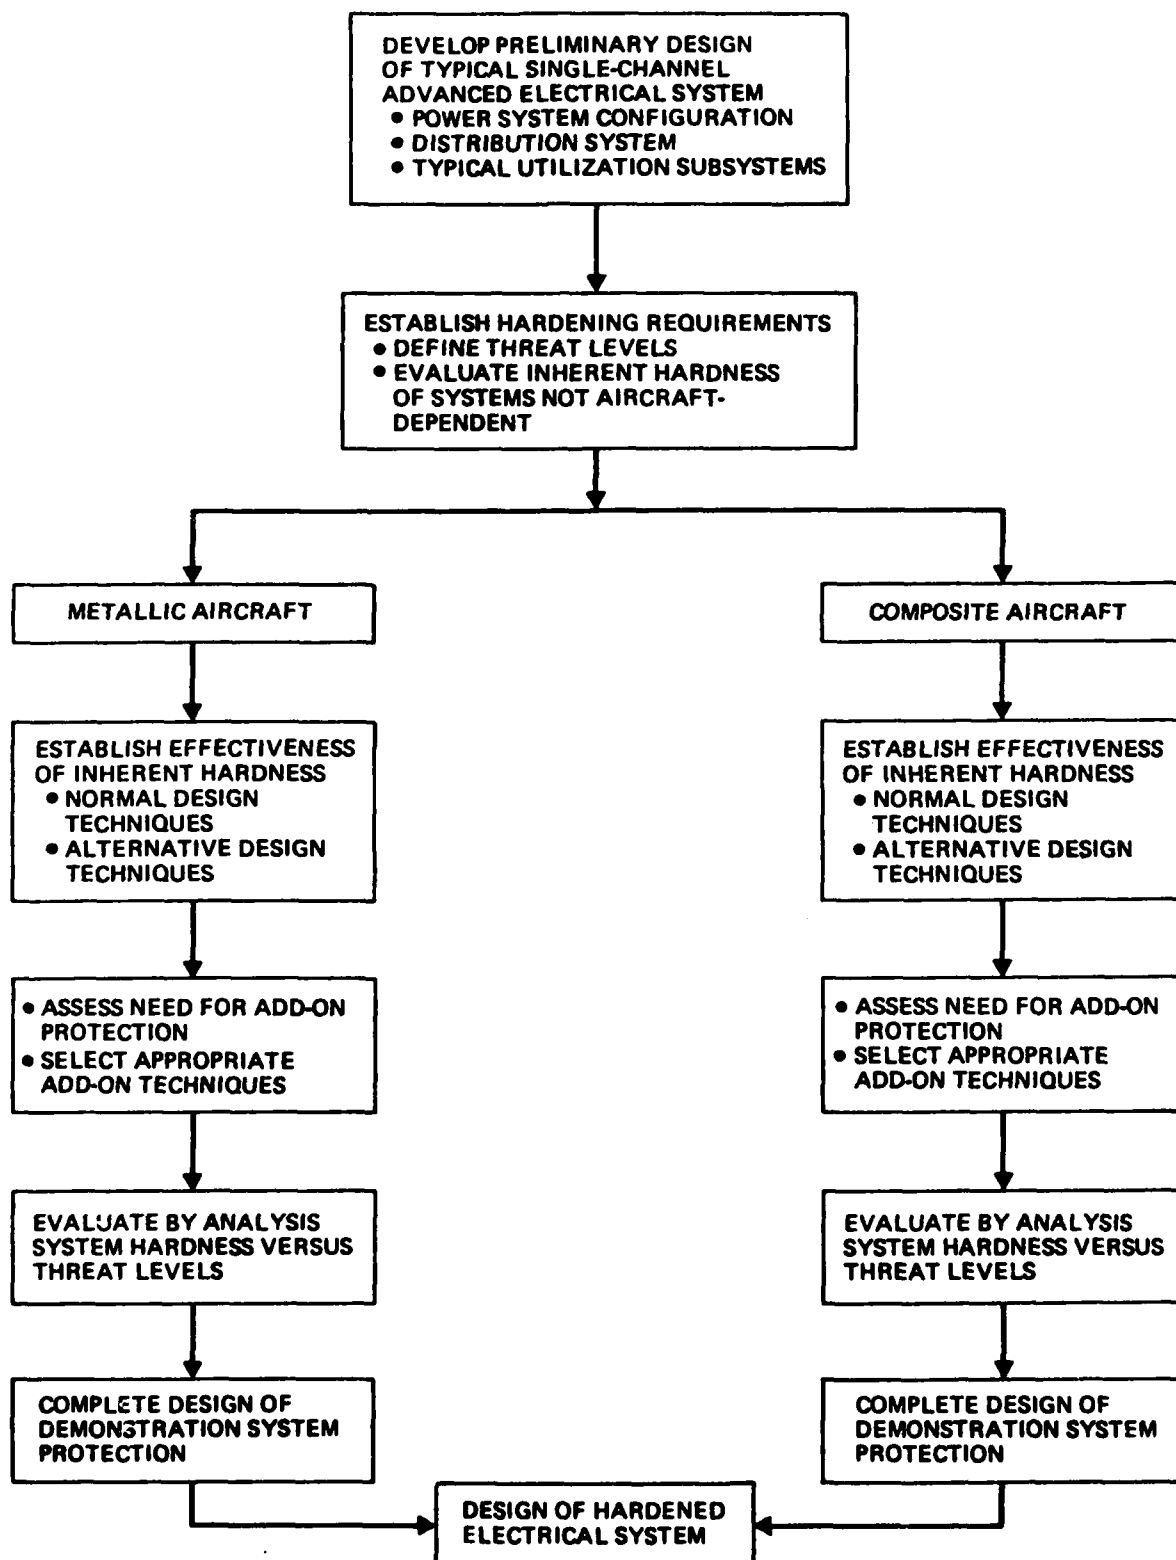 DEVELOP PRELIMINARY DESIGN
OF TYPICAL SINGLE-CHANNEL
ADVANCED ELECTRICAL SYSTEM
• POWER SYSTEM CONFIGURATION
• DISTRIBUTION SYSTEM
• TYPICAL UTILIZATION SUBSYSTEMS
ESTABLISH HARDENING REQUIREMENTS
• DEFINE THREAT LEVELS
• EVALUATE INHERENT HARDNESS
OF SYSTEMS NOT AIRCRAFT-
DEPENDENT
METALLIC AIRCRAFT
ESTABLISH EFFECTIVENESS
OF INHERENT HARDNESS
• NORMAL DESIGN
TECHNIQUES
• ALTERNATIVE DESIGN
TECHNIQUES
• ASSESS NEED FOR ADD-ON
PROTECTION
• SELECT APPROPRIATE
ADD-ON TECHNIQUES
EVALUATE BY ANALYSIS
SYSTEM HARDNESS VERSUS
THREAT LEVELS
COMPLETE DESIGN OF
DEMONSTRATION SYSTEM
PROTECTION
COMPOSITE AIRCRAFT
ESTABLISH EFFECTIVENESS
OF INHERENT HARDNESS
• NORMAL DESIGN
TECHNIQUES
• ALTERNATIVE DESIGN
TECHNIQUES
• ASSESS NEED FOR ADD-ON
PROTECTION
• SELECT APPROPRIATE
ADD-ON TECHNIQUES
EVALUATE BY ANALYSIS
SYSTEM HARDNESS VERSUS
THREAT LEVELS
COMPLETE DESIGN OF
DEMONSTRATION SYSTEM
PROTECTION
DESIGN OF HARDENED
ELECTRICAL SYSTEM